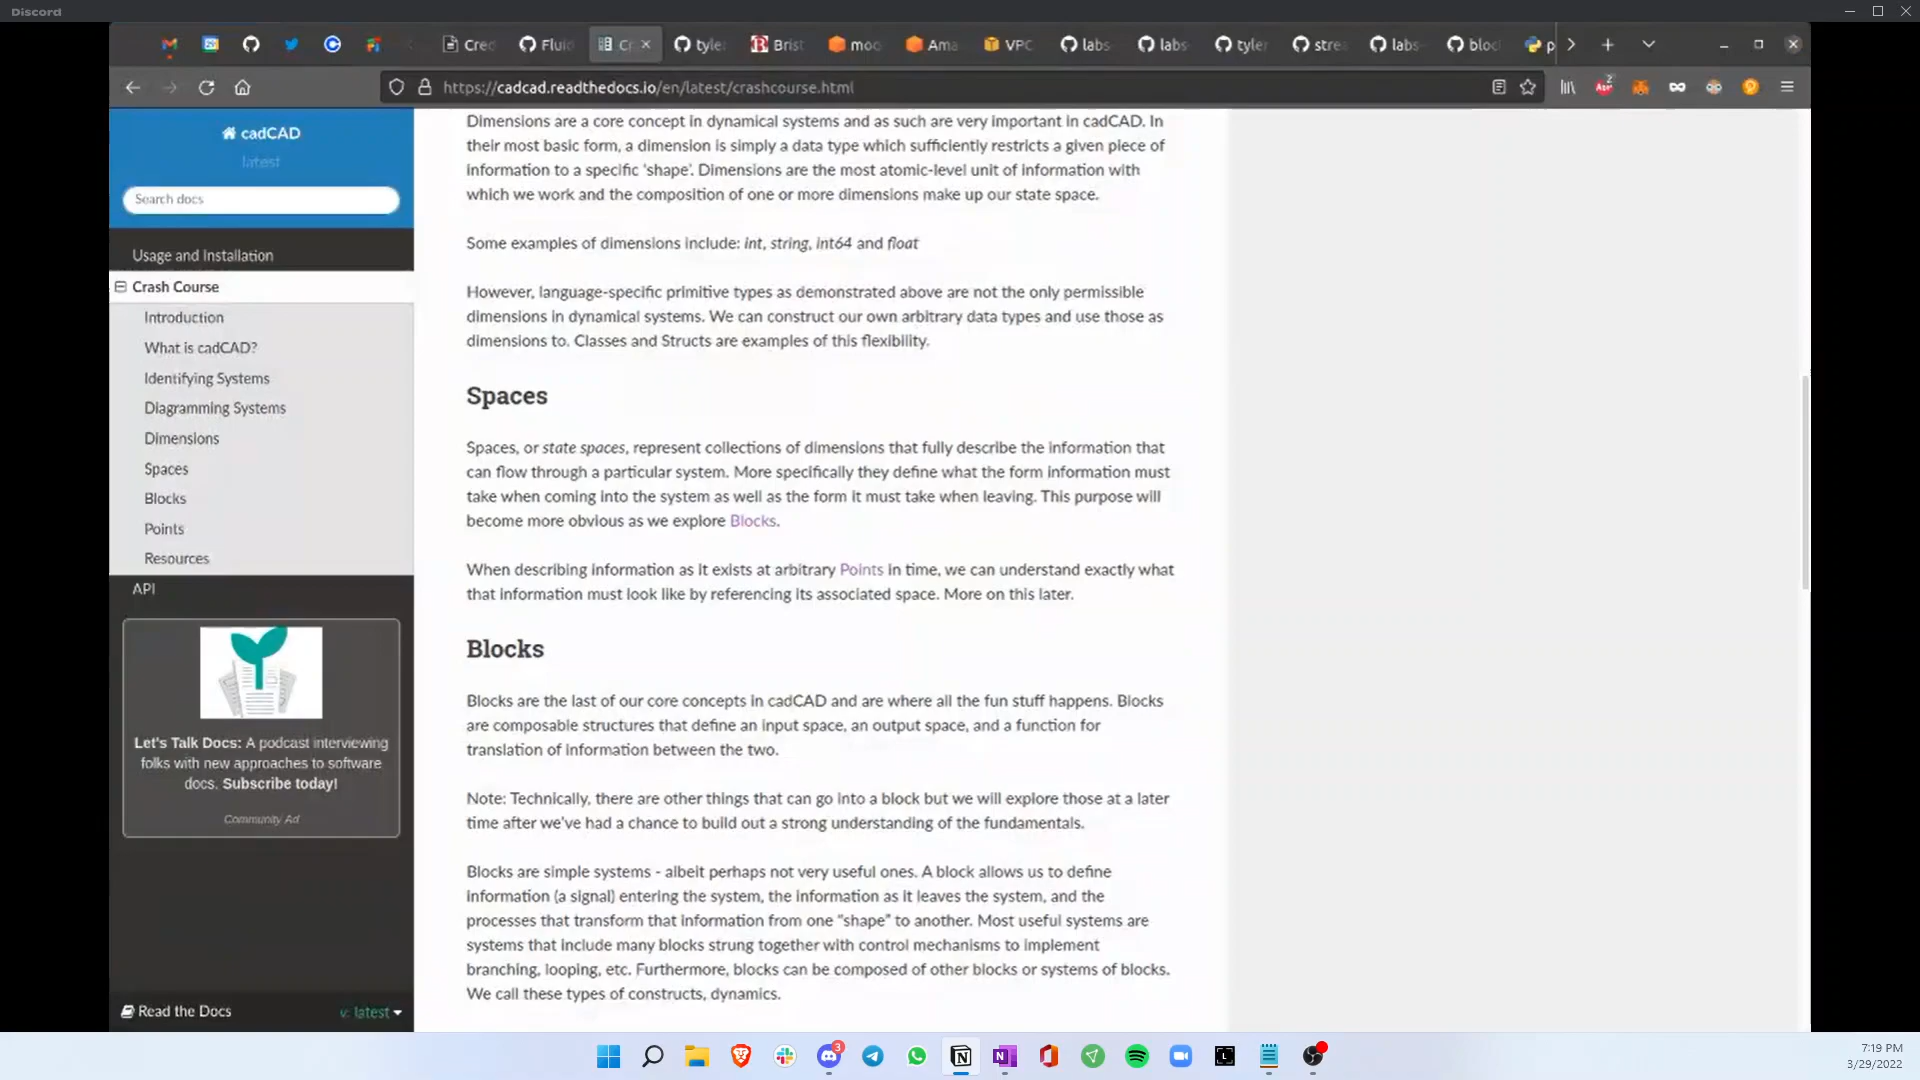 Discord
Crec
Fluid
Cr
tyler
Brist
moc
Ama
VPC
labs
labs
tyler
strea
labs-
bloc
p
https://cadcad.readthedocs.io/en/latest/crashcourse.html
2
cadCAD
latest
Search docs
Usage and Installation
Crash Course
Introduction
What is cadCAD?
Identifying Systems
Diagramming Systems
Dimensions
Spaces
Blocks
Points
Resources
API
Let's Talk Docs: A podcast interviewing
folks with new approaches to software
docs. Subscribe today!
Community Ad
Read the Docs
v: latest
Dimensions are a core concept in dynamical systems and as such are very important in cadCAD. In
their most basic form, a dimension is simply a data type which sufficiently restricts a given piece of
information to a specific ‘shape’. Dimensions are the most atomic-level unit of information with
which we work and the composition of one or more dimensions make up our state space.
Some examples of dimensions include: int, string, int64 and float
However, language-specific primitive types as demonstrated above are not the only permissible
dimensions in dynamical systems. We can construct our own arbitrary data types and use those as
dimensions to. Classes and Structs are examples of this flexibility.
Spaces
Spaces, or state spaces, represent collections of dimensions that fully describe the information that
can flow through a particular system. More specifically they define what the form information must
take when coming into the system as well as the form it must take when leaving. This purpose will
become more obvious as we explore Blocks.
When describing information as it exists at arbitrary Points in time, we can understand exactly what
that information must look like by referencing its associated space. More on this later.
Blocks
Blocks are the last of our core concepts in cadCAD and are where all the fun stuff happens. Blocks
are composable structures that define an input space, an output space, and a function for
translation of information between the two.
Note: Technically, there are other things that can go into a block but we will explore those at a later
time after we've had a chance to build out a strong understanding of the fundamentals.
Blocks are simple systems - albeit perhaps not very useful ones. A block allows us to define
information (a signal) entering the system, the information as it leaves the system, and the
processes that transform that information from one “shape” to another. Most useful systems are
systems that include many blocks strung together with control mechanisms to implement
branching, looping, etc. Furthermore, blocks can be composed of other blocks or systems of blocks.
We call these types of constructs, dynamics.
3
7:19 PM
3/29/2022